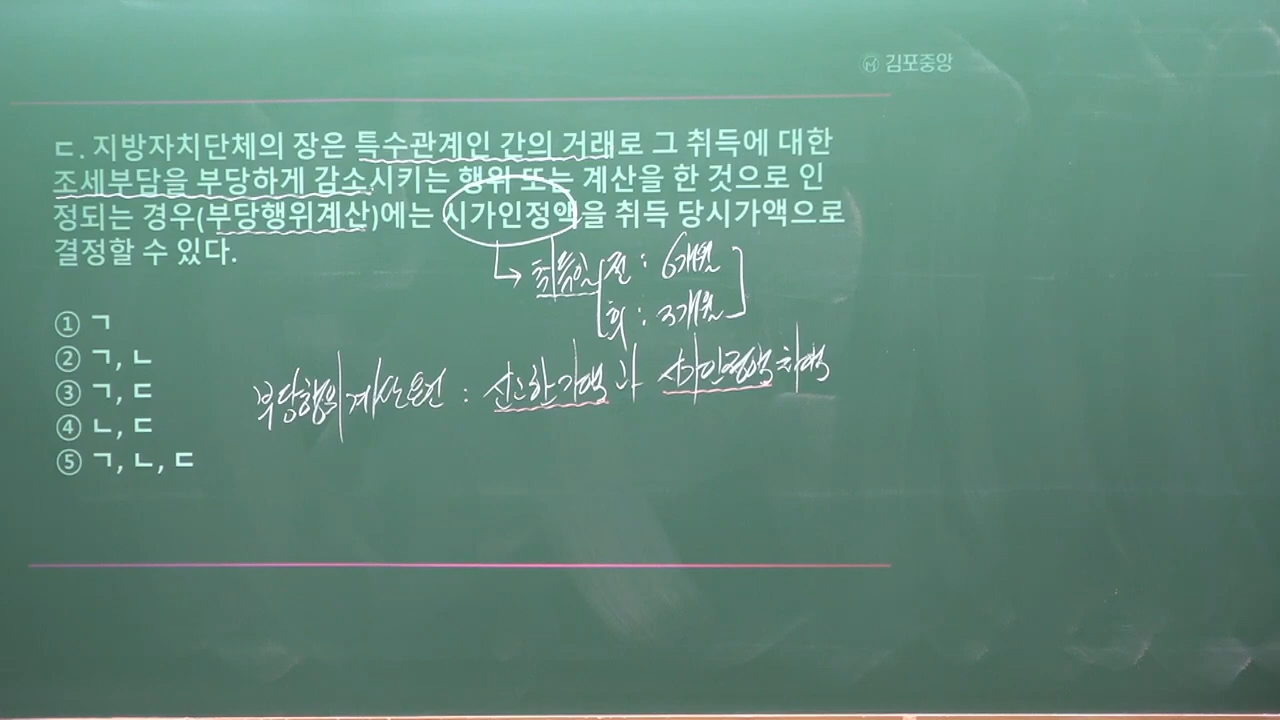 김포중앙
ㄷ. 지방자치단체의 장은 특수관계인 간의 거래로 그 취득에 대한
조세부담을 부당하게 감소시키는 행위 또는 계산을 한 것으로 인
정되는 경우(부당행위계산)에는 시가인정액을 취득 당시가액으로
결정할 수 있다.
취득일 전 : 6개월
후 : 3개월
① ㄱ
② ㄱ, ㄴ
③ ㄱ, ㄷ
④ ㄴ, ㄷ
⑤ ㄱ, ㄴ, ㄷ
부당행위계산요건 : 신고한가액과 시가인정액 차액